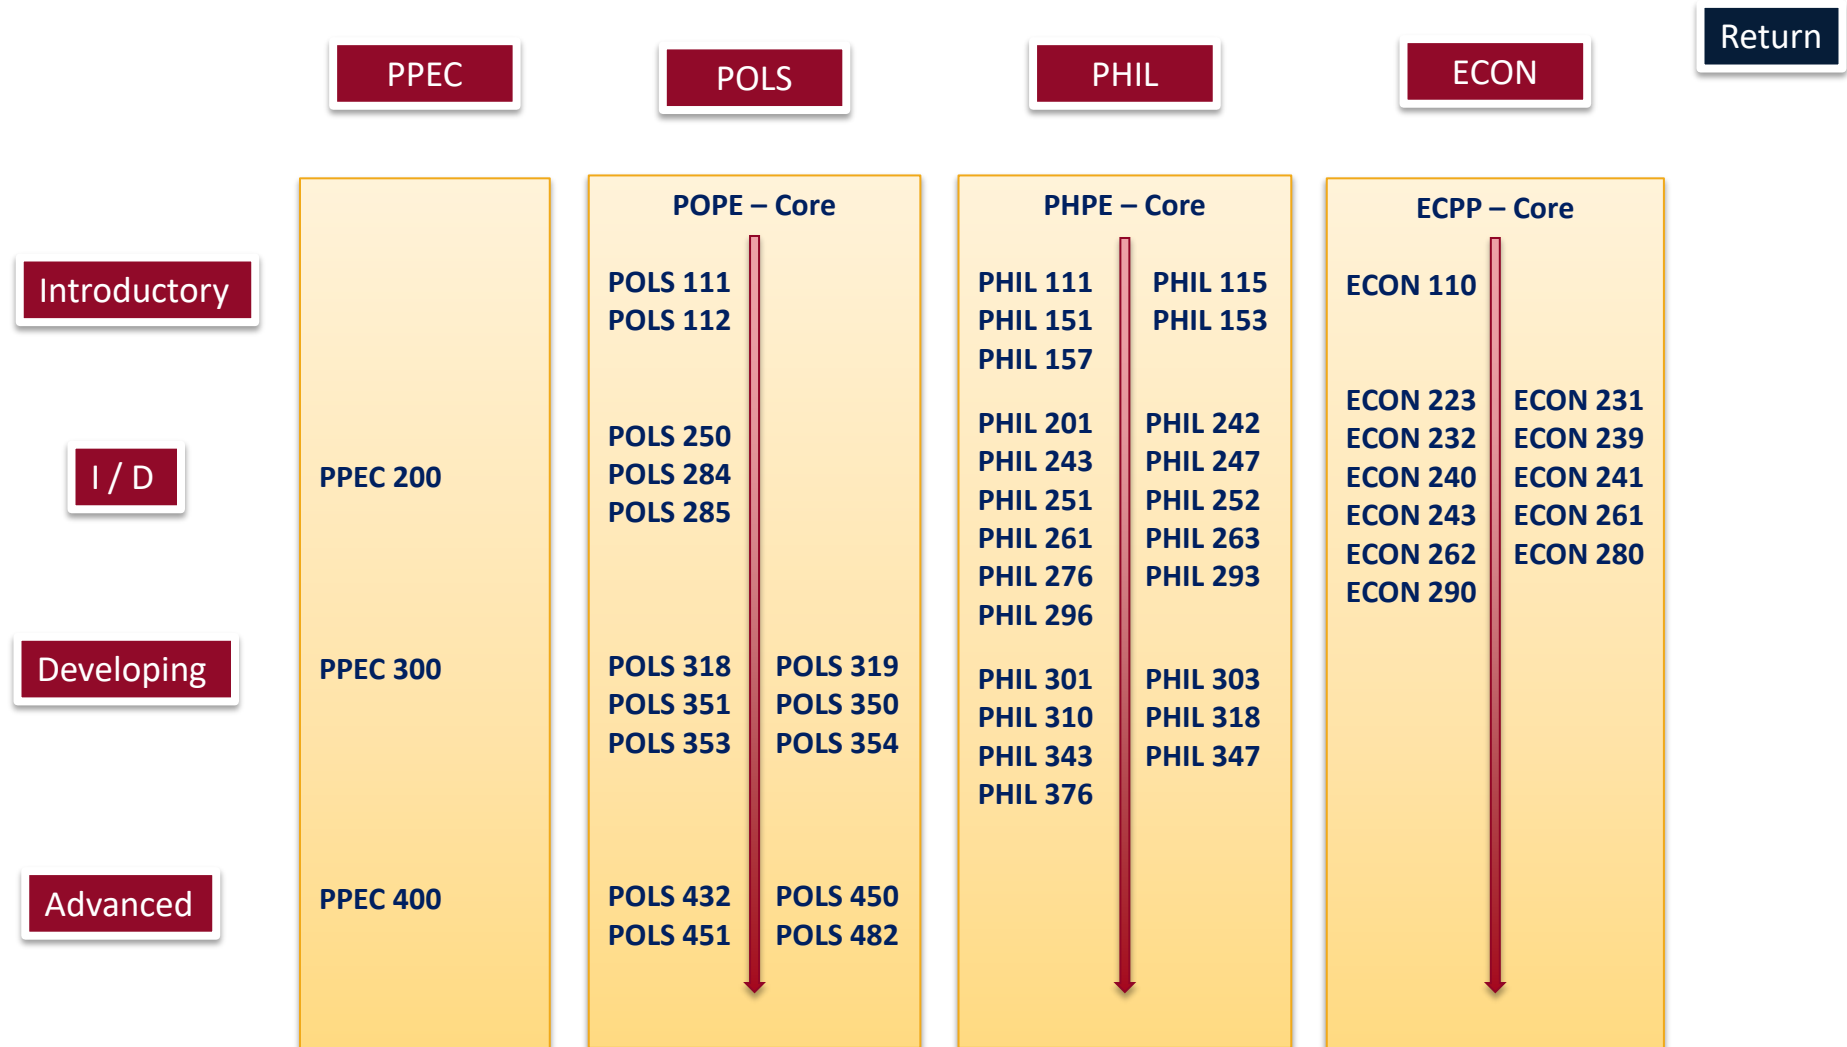 Return
PPEC POLS PHIL ECON
POPE – Core PHPE – Core ECPP – Core
Introductory
POLS 111 PHIL 111 PHIL 115 ECON 110
POLS 112 PHIL 151 PHIL 153
PHIL 157
I / D
PPEC 200
POLS 250
POLS 284
POLS 285
PHIL 201 PHIL 242
PHIL 243 PHIL 247
PHIL 251 PHIL 252
PHIL 261 PHIL 263
PHIL 276 PHIL 293
PHIL 296
ECON 223 ECON 231
ECON 232 ECON 239
ECON 240 ECON 241
ECON 243 ECON 261
ECON 262 ECON 280
ECON 290
Developing
PPEC 300
POLS 318 POLS 319
POLS 351 POLS 350
POLS 353 POLS 354
PHIL 301 PHIL 303
PHIL 310 PHIL 318
PHIL 343 PHIL 347
PHIL 376
Advanced
PPEC 400
POLS 432 POLS 450
POLS 451 POLS 482